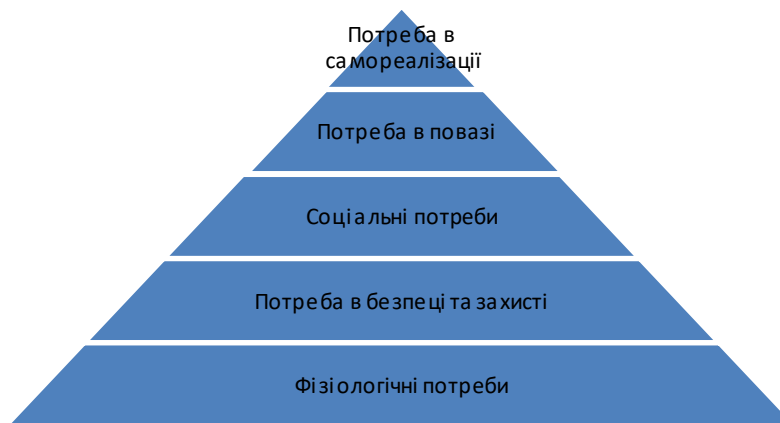 Потреба в
самореалізації
Потреба в повазі
Соціальні потреби
Потреба в безпеці та захисті
Фізіологічні потреби